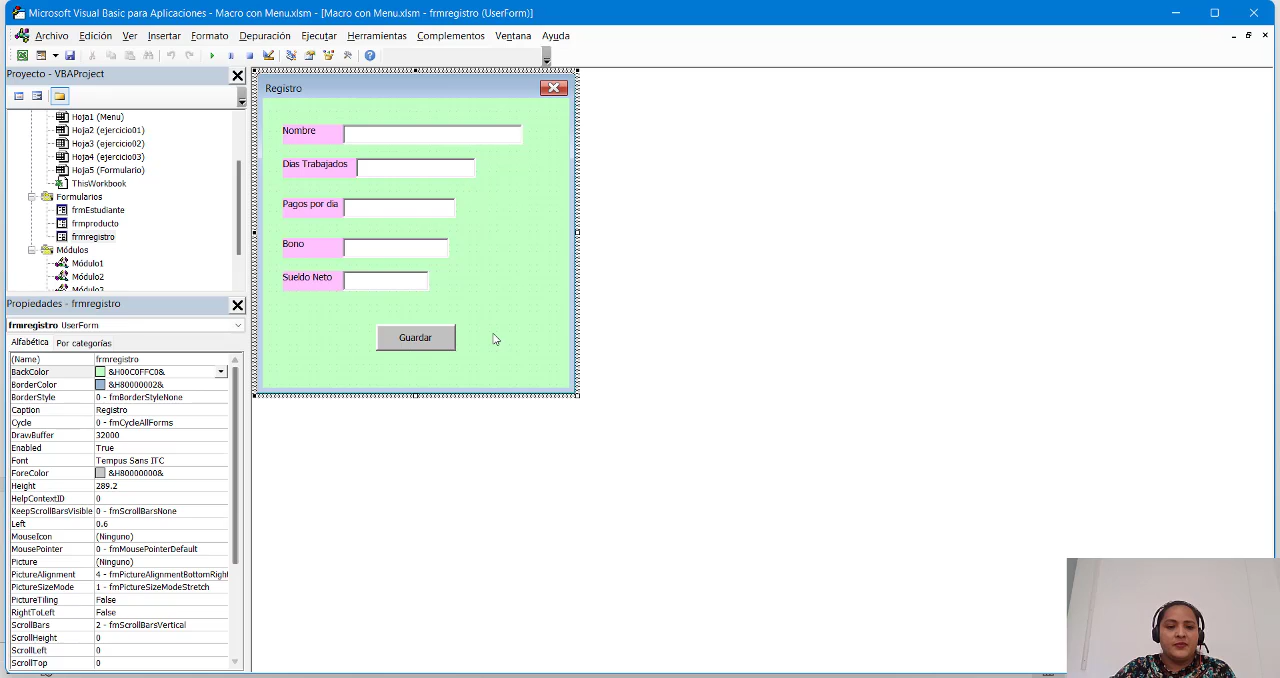 Microsoft Visual Basic para Aplicaciones - Macro con Menu.xlsm - [Macro con Menu.xlsm - frmregistro (UserForm)]
Archivo Edición Ver Insertar Formato Depuración Ejecutar Herramientas Complementos Ventana Ayuda
Proyecto - VBAProject
Hoja1 (Menu)
Hoja2 (ejercicio01)
Hoja3 (ejercicio02)
Hoja4 (ejercicio03)
Hoja5 (Formulario)
ThisWorkbook
Formularios
frmEstudiante
frmproducto
frmregistro
Módulos
Módulo1
Módulo2
Módulo3
Propiedades - frmregistro
frmregistro UserForm
Alfabética Por categorías
(Name) frmregistro
BackColor &H00C0FFC0&
BorderColor &H80000002&
BorderStyle 0 - fmBorderStyleNone
Caption Registro
Cycle 0 - fmCycleAllForms
DrawBuffer 32000
Enabled True
Font Tempus Sans ITC
ForeColor &H80000000&
Height 289.2
HelpContextID 0
KeepScrollBarsVisible 0 - fmScrollBarsNone
Left 0.6
MouseIcon (Ninguno)
MousePointer 0 - fmMousePointerDefault
Picture (Ninguno)
PictureAlignment 4 - fmPictureAlignmentBottomRight
PictureSizeMode 1 - fmPictureSizeModeStretch
PictureTiling False
RightToLeft False
ScrollBars 2 - fmScrollBarsVertical
ScrollHeight 0
ScrollLeft 0
ScrollTop 0
Registro
Nombre
Dias Trabajados
Pagos por dia
Bono
Sueldo Neto
Guardar